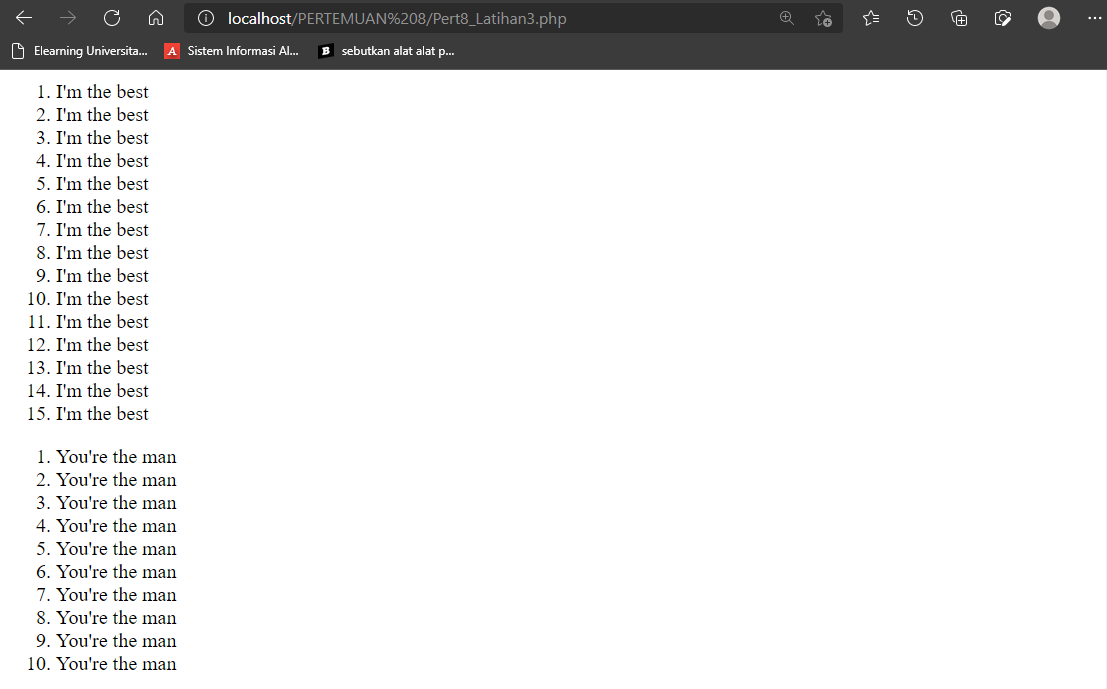 localhost/PERTEMUAN%208/Pert8_Latihan3.php
Elearning Universita... A Sistem Informasi Al... B sebutkan alat alat p...
1. I'm the best
2. I'm the best
3. I'm the best
4. I'm the best
5. I'm the best
6. I'm the best
7. I'm the best
8. I'm the best
9. I'm the best
10. I'm the best
11. I'm the best
12. I'm the best
13. I'm the best
14. I'm the best
15. I'm the best
1. You're the man
2. You're the man
3. You're the man
4. You're the man
5. You're the man
6. You're the man
7. You're the man
8. You're the man
9. You're the man
10. You're the man